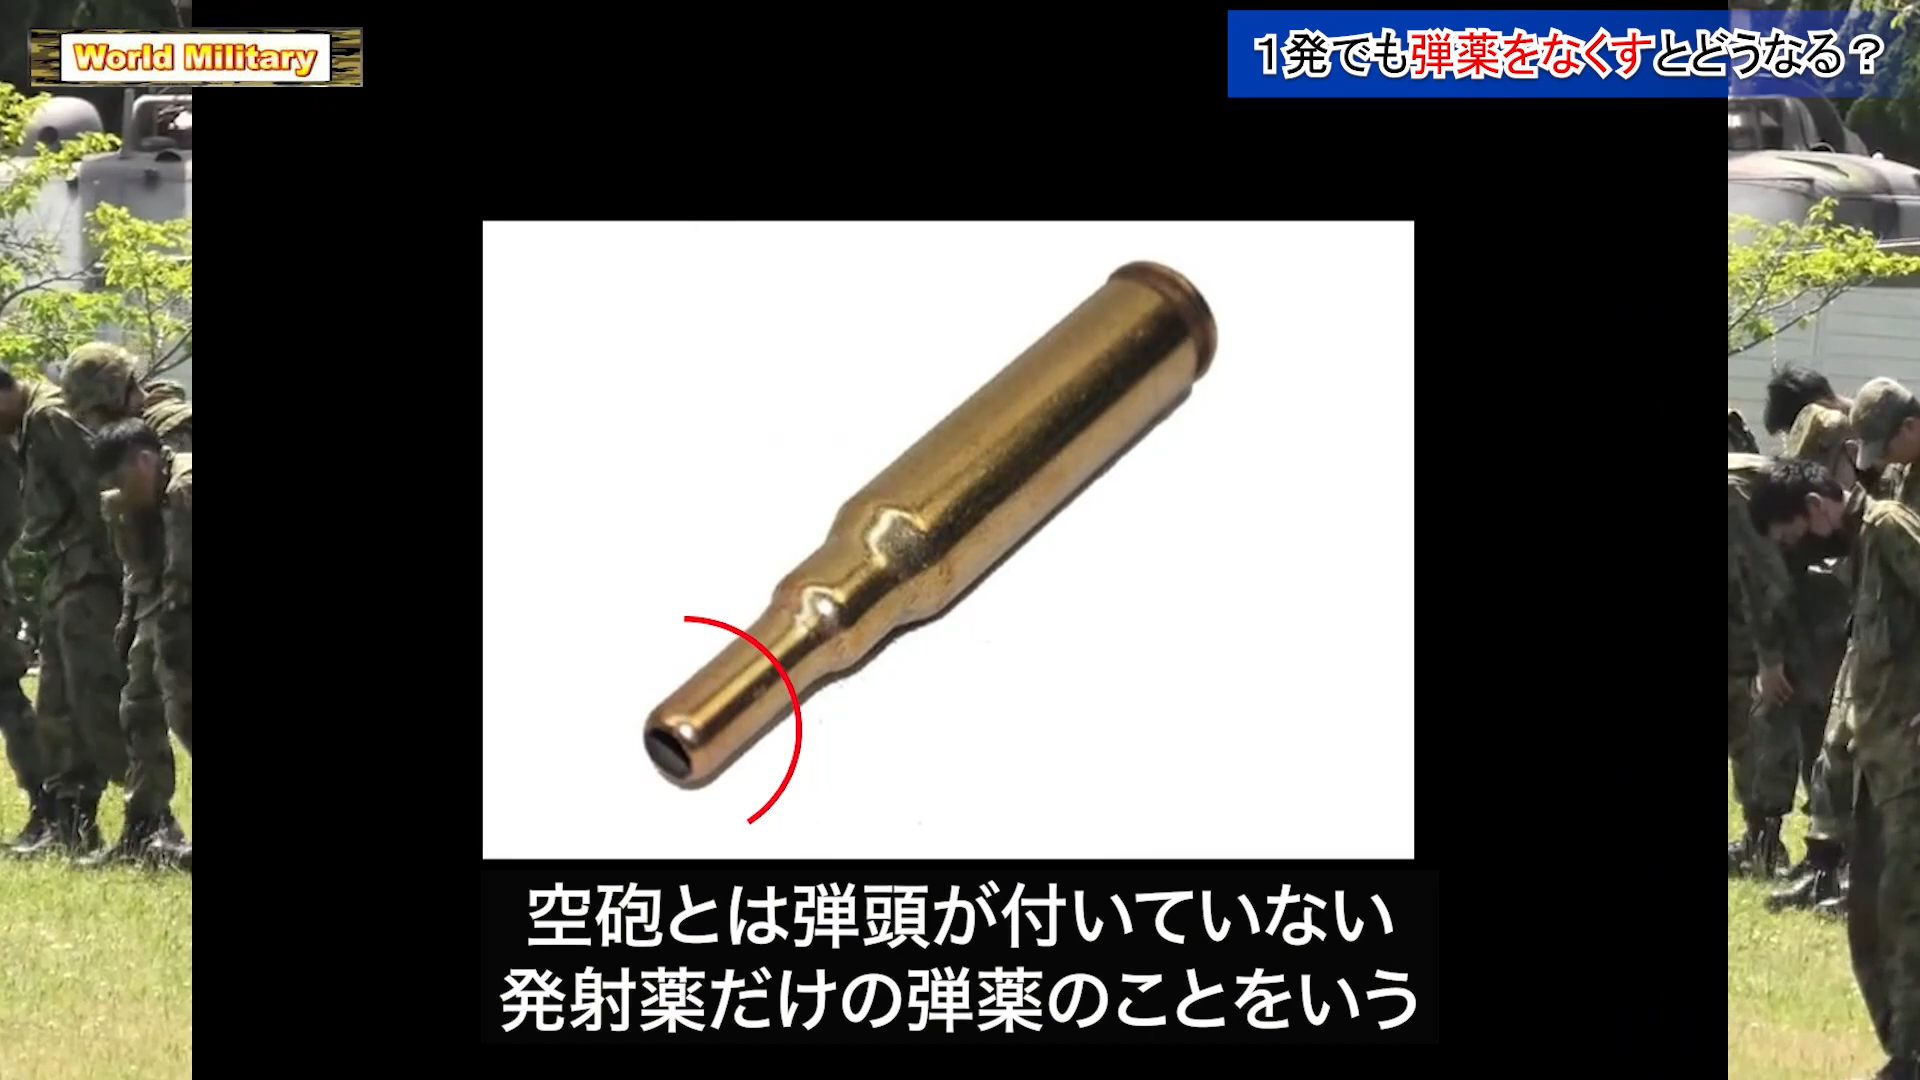 World Military
1発でも弾薬をなくすとどうなる？
空砲とは弾頭が付いていない
発射薬だけの弾薬のことをいう